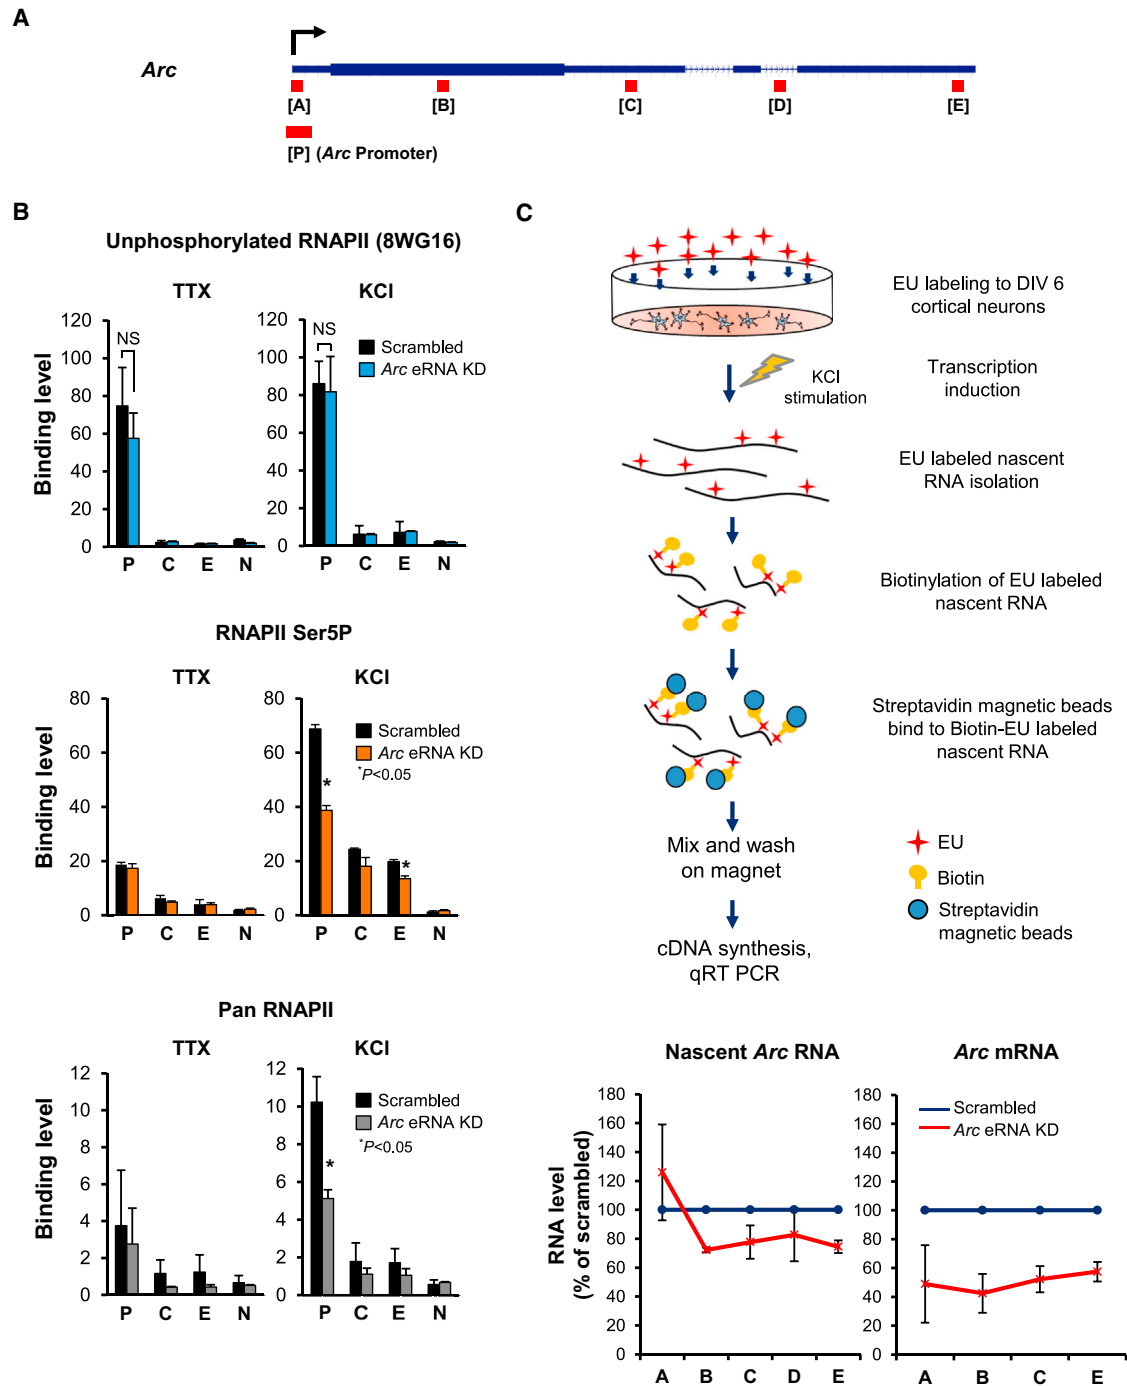 A
Arc
[A]
[B]
[C]
[D]
[E]
[P] (Arc Promoter)
B
Unphosphorylated RNAPII (8WG16)
TTX
KCl
Binding level
120
100
80
60
40
20
0
NS
P C E N
120
100
80
60
40
20
0
NS
Scrambled
Arc eRNA KD
P C E N
RNAPII Ser5P
TTX
KCl
Binding level
80
60
40
20
0
P C E N
80
60
40
20
0
*
*
Scrambled
Arc eRNA KD
*P<0.05
P C E N
Pan RNAPII
TTX
KCl
Binding level
12
10
8
6
4
2
0
P C E N
12
10
8
6
4
2
0
*
Scrambled
Arc eRNA KD
*P<0.05
P C E N
C
EU labeling to DIV 6
cortical neurons
KCl
stimulation
Transcription
induction
EU labeled nascent
RNA isolation
Biotinylation of EU labeled
nascent RNA
Streptavidin magnetic beads
bind to Biotin-EU labeled
nascent RNA
Mix and wash
on magnet
EU
Biotin
Streptavidin
magnetic beads
cDNA synthesis,
qRT PCR
Nascent Arc RNA
RNA level
(% of scrambled)
180
160
140
120
100
80
60
40
20
0
A B C D E
Arc mRNA
180
160
140
120
100
80
60
40
20
0
Scrambled
Arc eRNA KD
A B C E